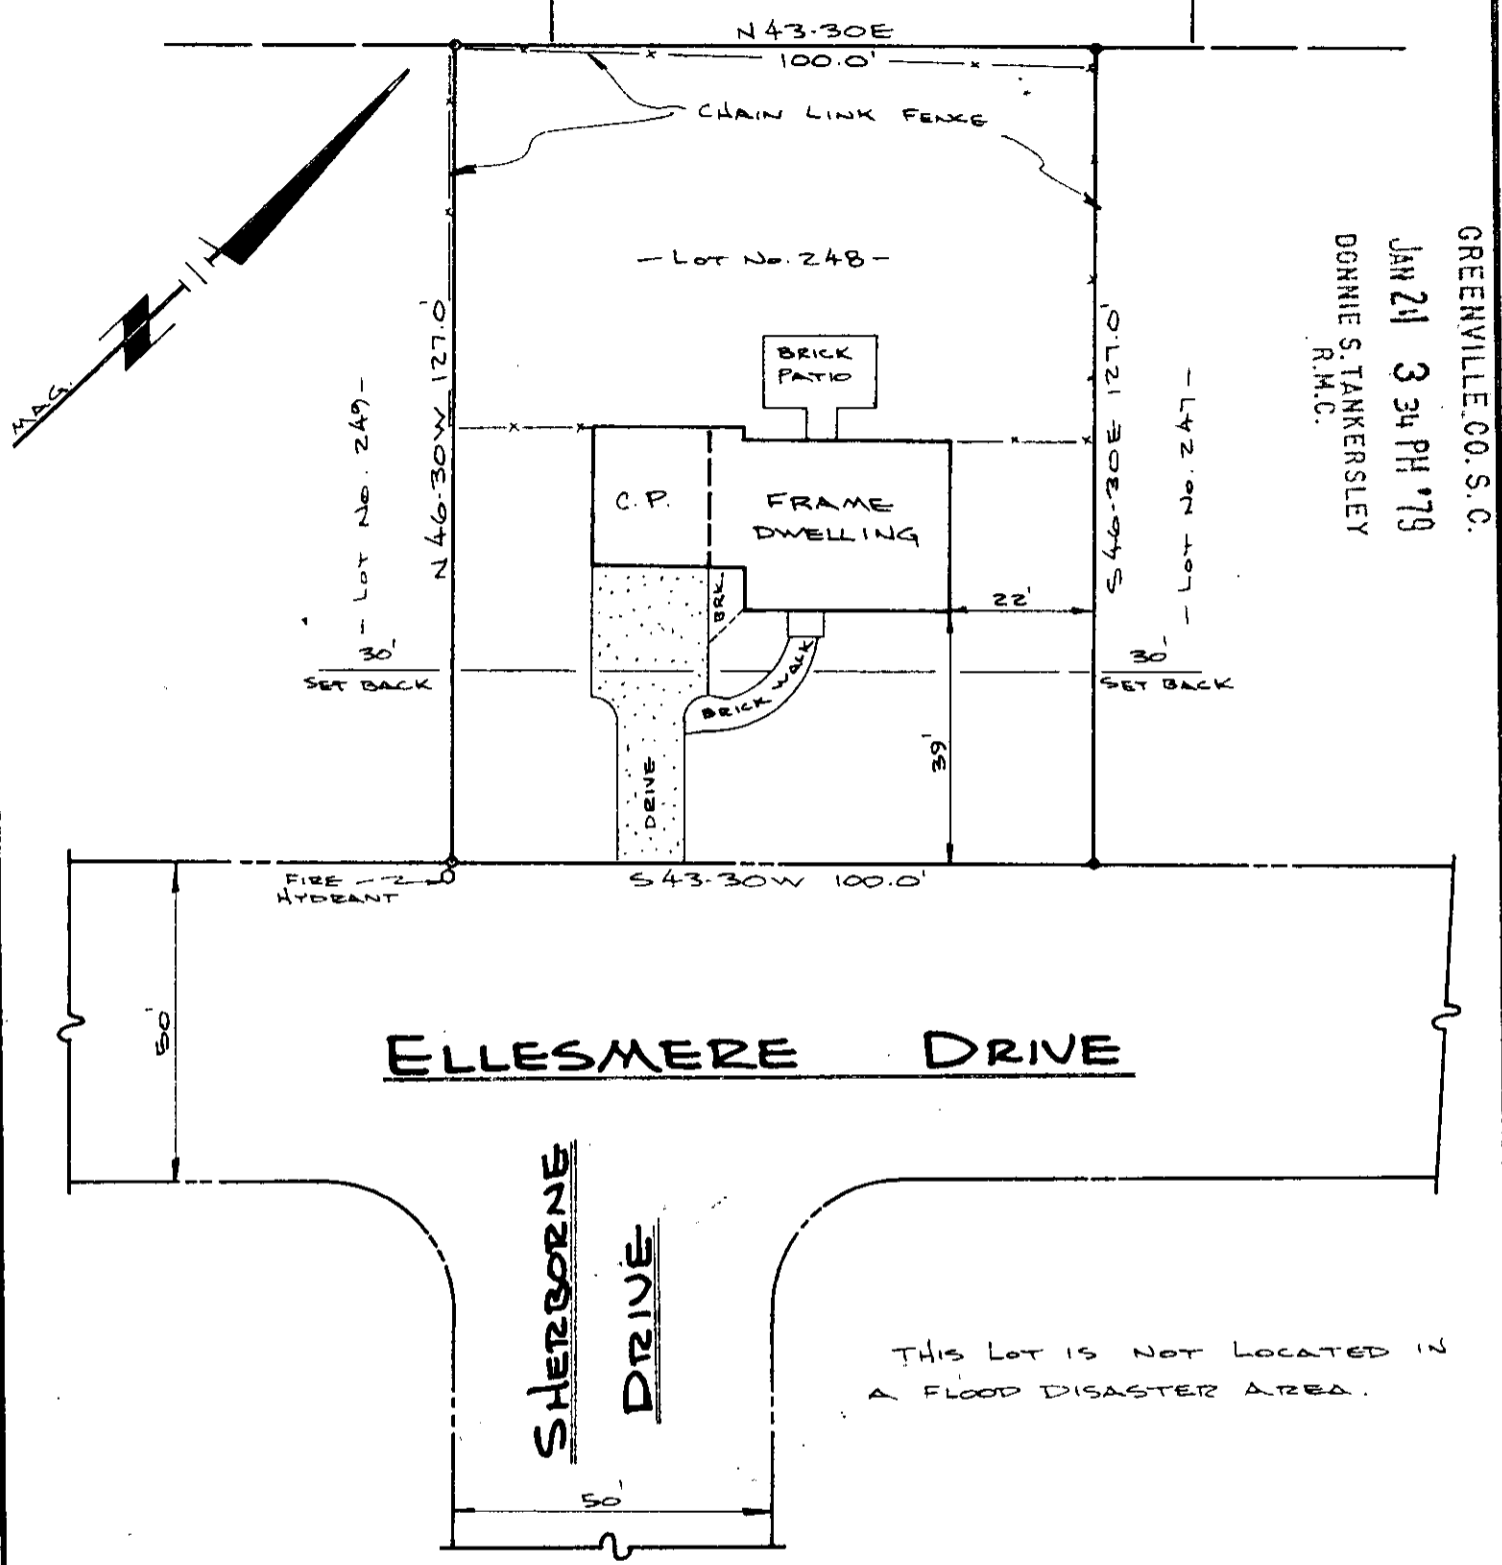 N 43-30E
100.0'
CHAIN LINK FENCE
- LOT No. 248 -
MAG.
BRICK
PATIO
- LOT No. 249 -
N 46-30W 127.0'
S 46-30E 127.0'
- LOT No. 247 -
C.P.
FRAME
DWELLING
BRK.
22'
30'
SET BACK
30'
SET BACK
BRICK WALK
39'
DRIVE
FIRE
HYDRANT
S 43-30W 100.0'
50'
ELLESMERE DRIVE
SHERBORNE
DRIVE
50'
THIS LOT IS NOT LOCATED IN
A FLOOD DISASTER AREA.
GREENVILLE.CO. S. C.
JAN 24 3 34 PM '79
DONNIE S. TANKERSLEY
R.M.C.